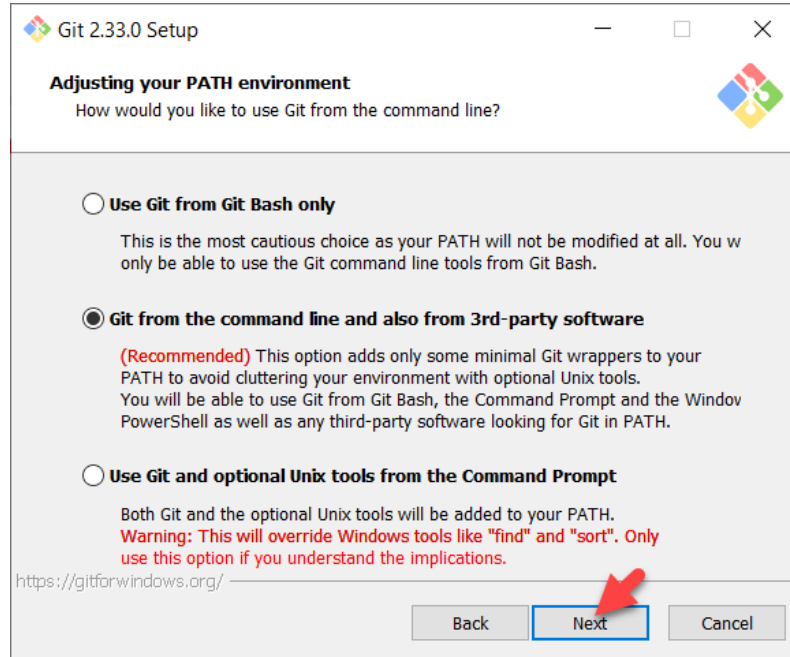 Git 2.33.0 Setup
Adjusting your PATH environment
How would you like to use Git from the command line?
Use Git from Git Bash only
This is the most cautious choice as your PATH will not be modified at all. You w
only be able to use the Git command line tools from Git Bash.
Git from the command line and also from 3rd-party software
(Recommended) This option adds only some minimal Git wrappers to your
PATH to avoid cluttering your environment with optional Unix tools.
You will be able to use Git from Git Bash, the Command Prompt and the Window
PowerShell as well as any third-party software looking for Git in PATH.
Use Git and optional Unix tools from the Command Prompt
Both Git and the optional Unix tools will be added to your PATH.
Warning: This will override Windows tools like "find" and "sort". Only
use this option if you understand the implications.
https://gitforwindows.org/
Back Next Cancel